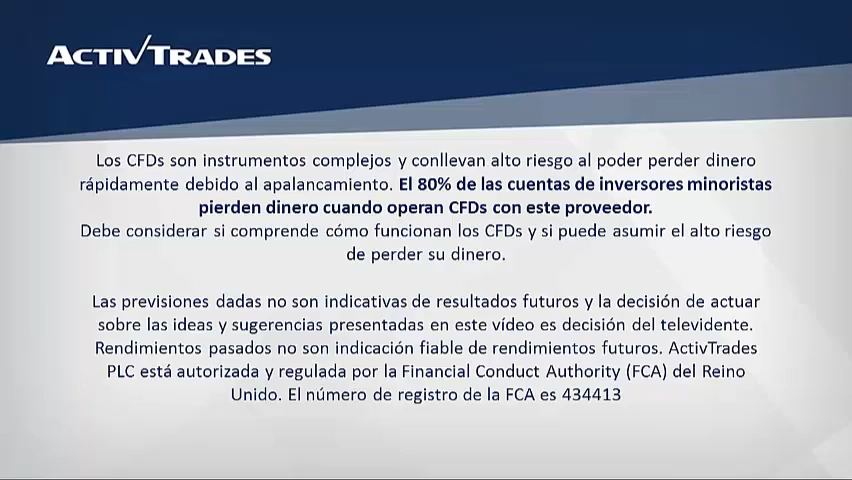 ACTIVTRADES
Los CFDs son instrumentos complejos y conllevan alto riesgo al poder perder dinero
rápidamente debido al apalancamiento. El 80% de las cuentas de inversores minoristas
pierden dinero cuando operan CFDs con este proveedor.
Debe considerar si comprende cómo funcionan los CFDs y si puede asumir el alto riesgo
de perder su dinero.
Las previsiones dadas no son indicativas de resultados futuros y la decisión de actuar
sobre las ideas y sugerencias presentadas en este vídeo es decisión del televidente.
Rendimientos pasados no son indicación fiable de rendimientos futuros. ActivTrades
PLC está autorizada y regulada por la Financial Conduct Authority (FCA) del Reino
Unido. El número de registro de la FCA es 434413